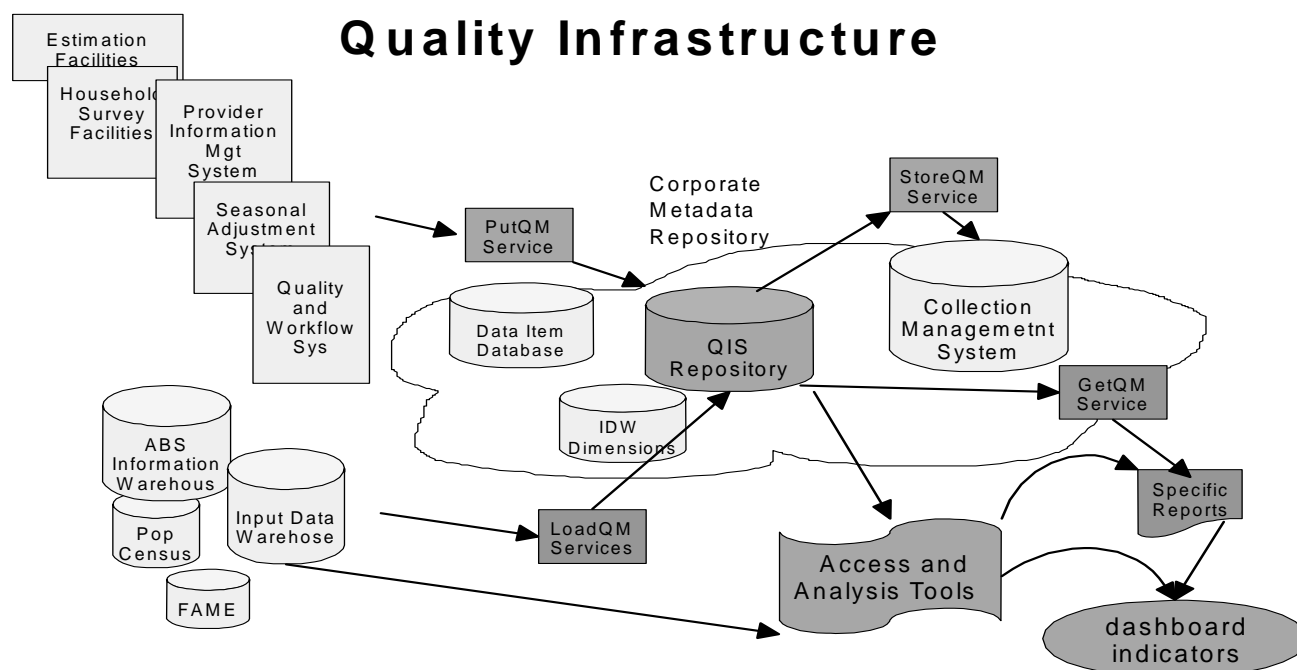 Quality Infrastructure
Estimation
Facilities
Household
Survey
Facilities
Provider
Information
Mgt
System
Seasonal
Adjustment
System
Quality
and
Workflow
Sys
PutQM
Service
Corporate
Metadata
Repository
StoreQM
Service
Data Item
Database
QIS
Repository
Collection
Managemetnt
System
IDW
Dimensions
GetQM
Service
ABS
Information
Warehous
Input Data
Warehose
Pop
Census
FAME
LoadQM
Services
Specific
Reports
Access and
Analysis Tools
dashboard
indicators